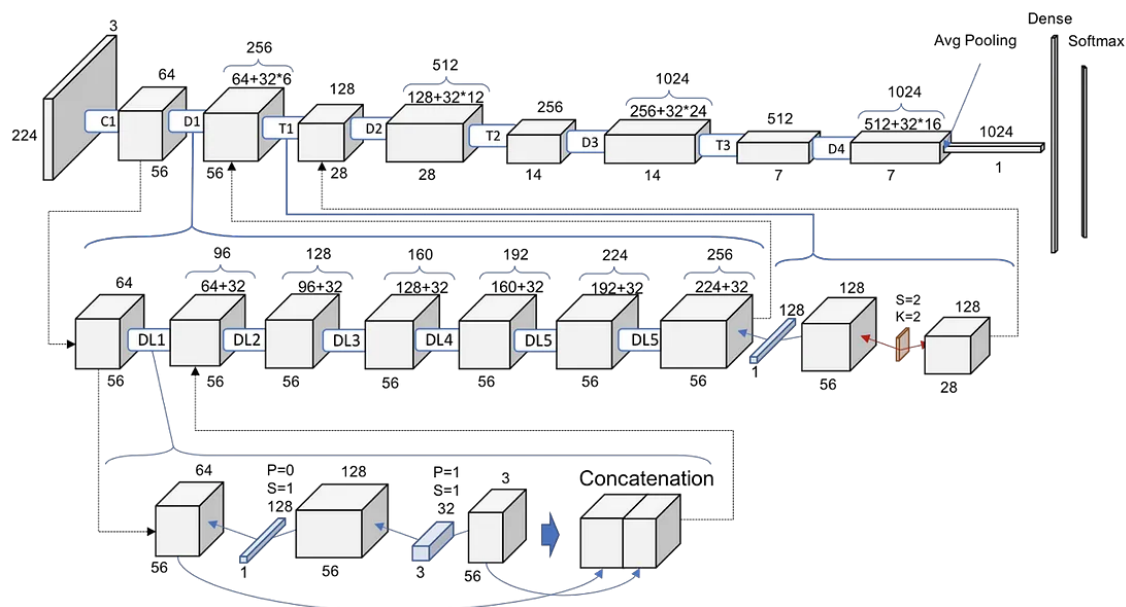 3
224
C1
64
56
D1
256
64+32*6
56
T1
128
28
D2
512
128+32*12
28
T2
256
14
D3
1024
256+32*24
14
T3
512
7
D4
1024
512+32*16
7
Avg Pooling
1024
1
Dense
Softmax
64
56
DL1
96
64+32
56
DL2
128
96+32
56
DL3
160
128+32
56
DL4
192
160+32
56
DL5
224
192+32
56
DL5
256
224+32
56
128
1
128
56
S=2
K=2
128
28
64
56
P=0
S=1
128
1
128
56
P=1
S=1
32
3
3
56
Concatenation